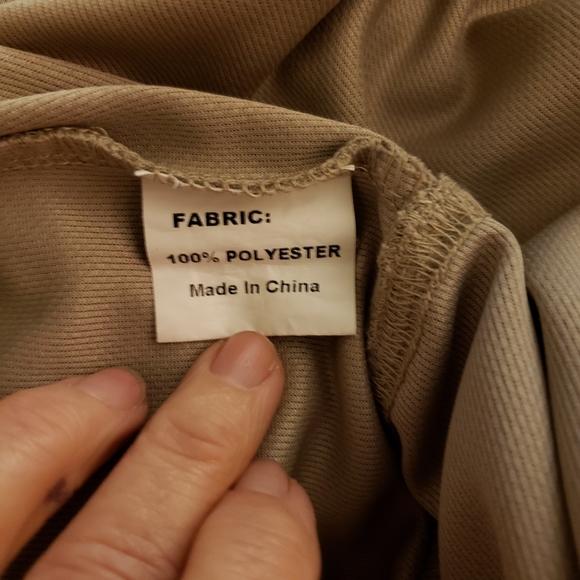 FABRIC:
100% POLYESTER
Made In China